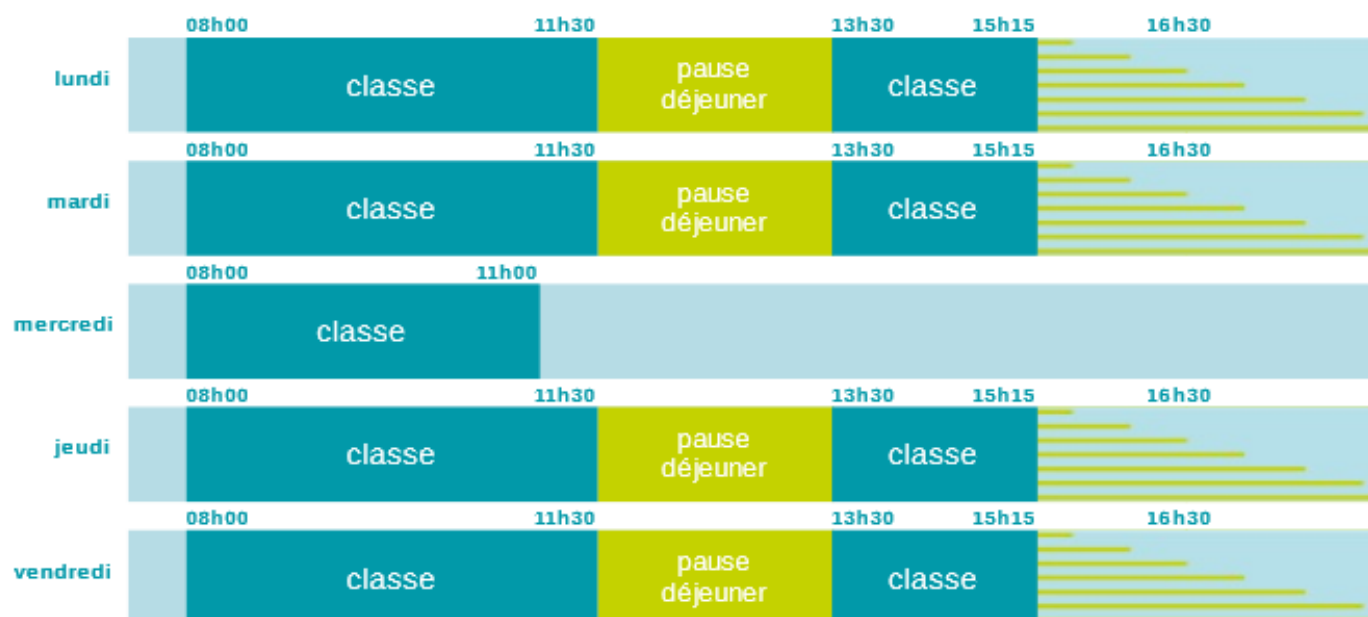 08h00 11h30 13h30 15h15 16h30
lundi classe pause déjeuner classe
08h00 11h30 13h30 15h15 16h30
mardi classe pause déjeuner classe
08h00 11h00
mercredi classe
08h00 11h30 13h30 15h15 16h30
jeudi classe pause déjeuner classe
08h00 11h30 13h30 15h15 16h30
vendredi classe pause déjeuner classe